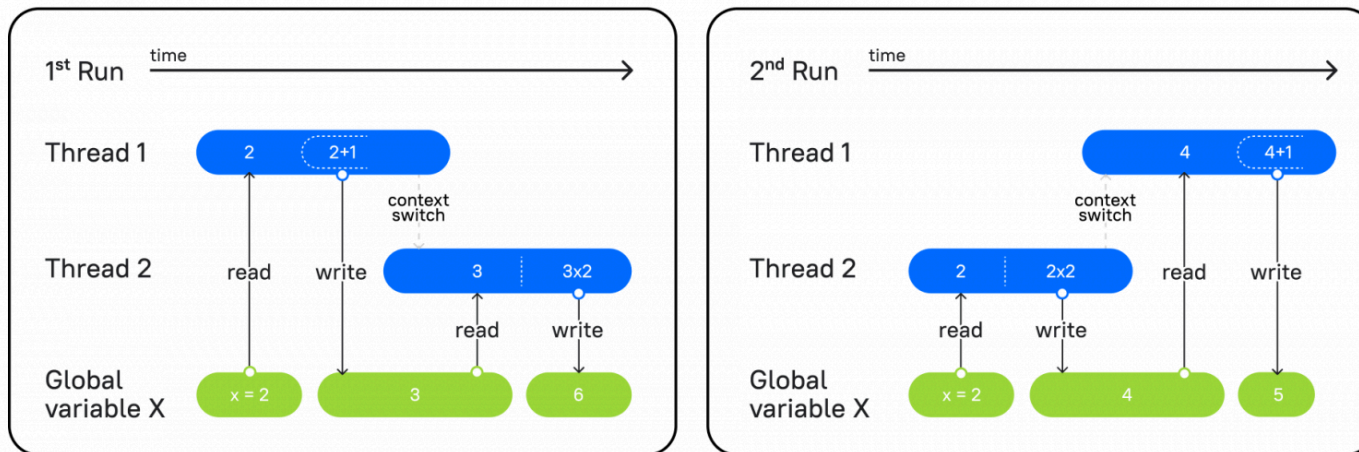 1st Run
time
Thread 1
2
2+1
context
switch
Thread 2
3
3x2
read
write
read
write
Global
variable X
x = 2
3
6
2nd Run
time
Thread 1
4
4+1
context
switch
Thread 2
2
2x2
read
write
read
write
Global
variable X
x = 2
4
5